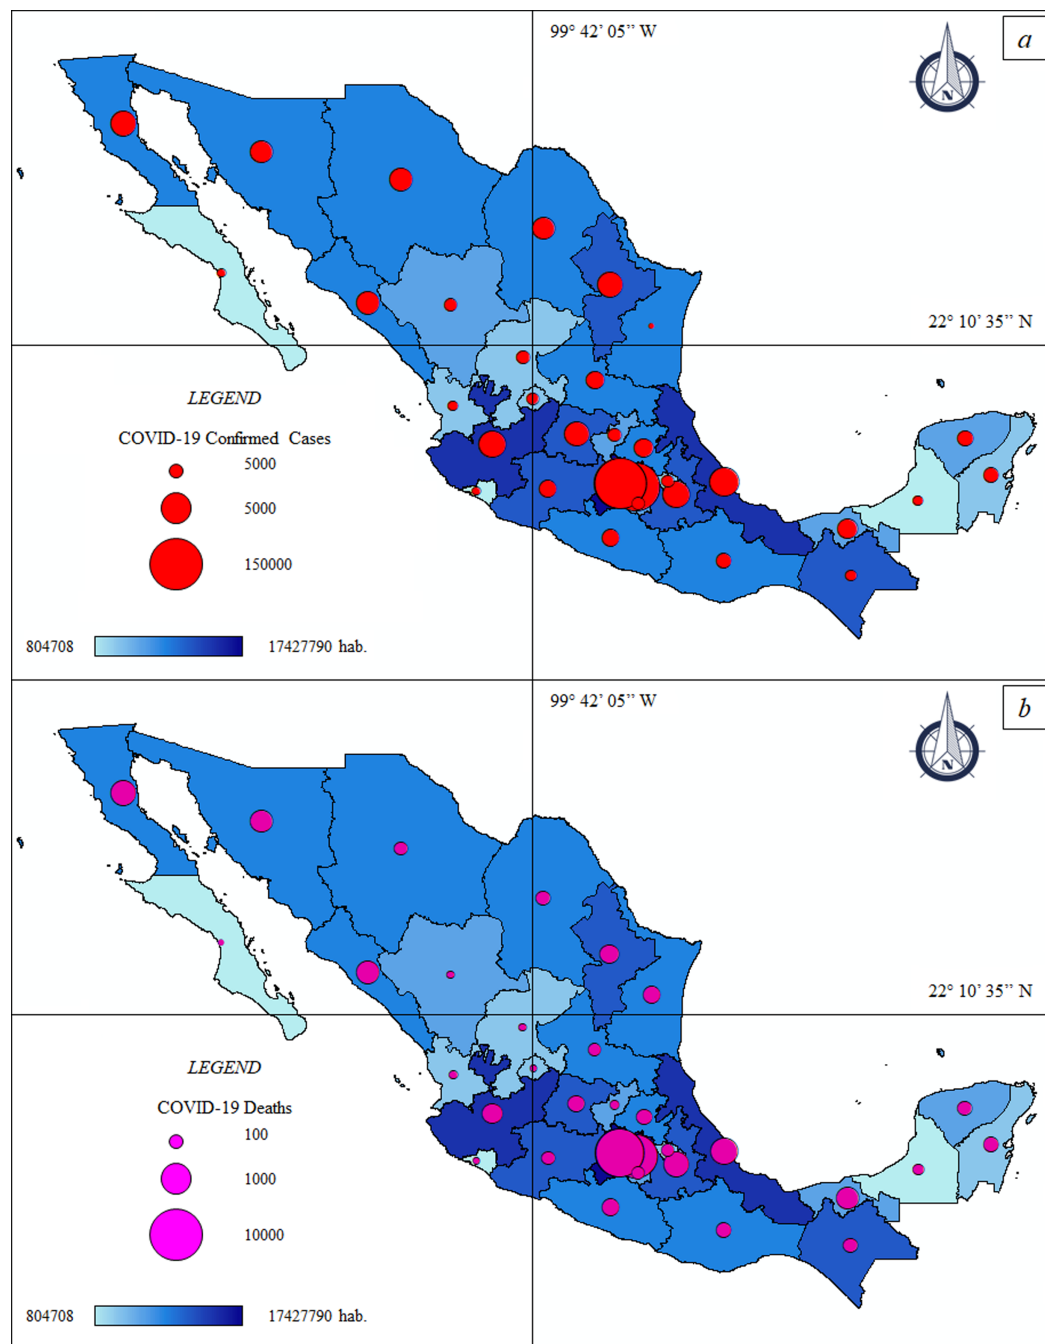 99° 42’ 05” W
a
N
22° 10’ 35” N
LEGEND
COVID-19 Confirmed Cases
5000
5000
150000
804708
17427790 hab.
99° 42’ 05” W
b
N
22° 10’ 35” N
LEGEND
COVID-19 Deaths
100
1000
10000
804708
17427790 hab.